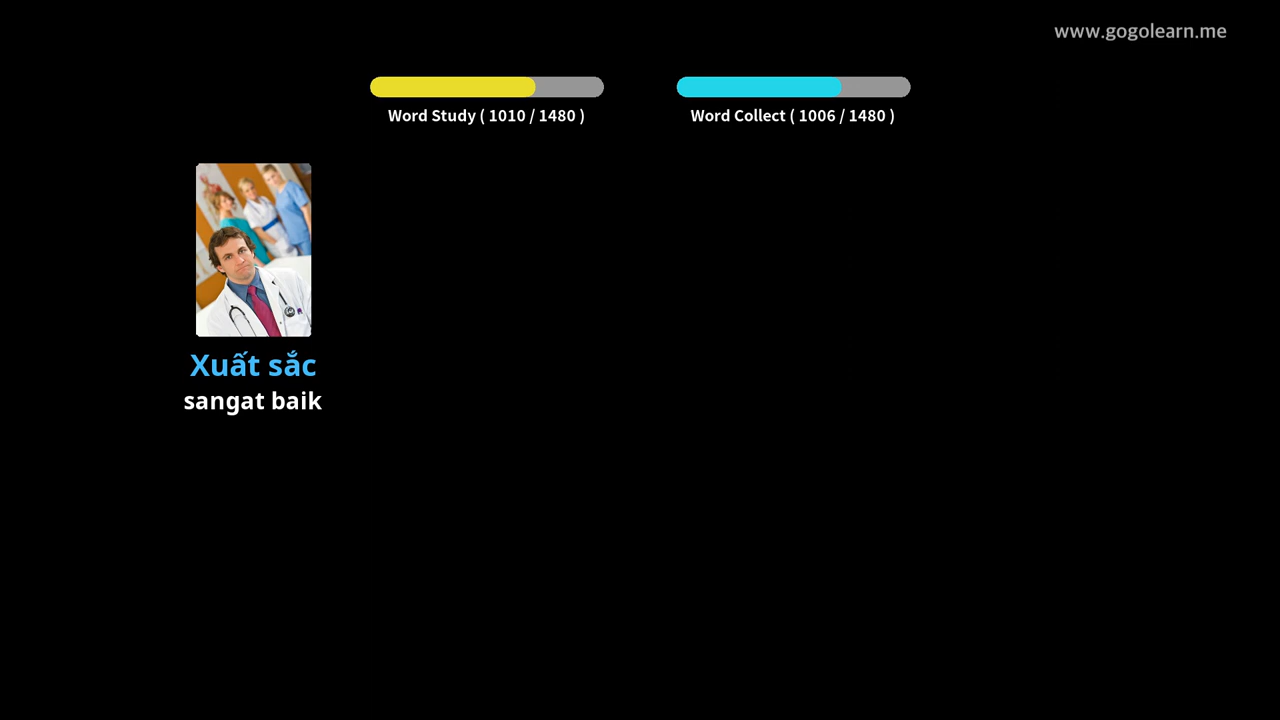 www.gogolearn.me
Word Study ( 1010 / 1480 )
Word Collect ( 1006 / 1480 )
Xuất sắc
sangat baik